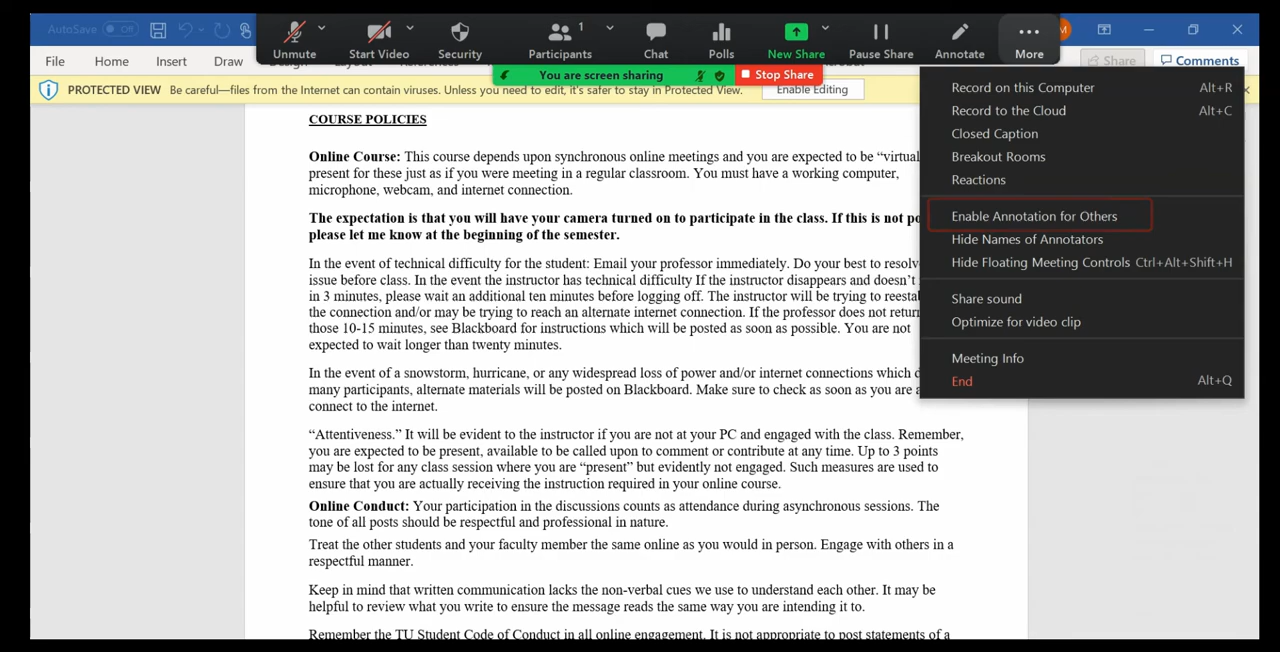 AutoSave Off
1
Unmute Start Video Security Participants Chat Polls New Share Pause Share Annotate More
M
File Home Insert Draw
Share Comments
You are screen sharing Stop Share
PROTECTED VIEW Be careful—files from the Internet can contain viruses. Unless you need to edit, it's safer to stay in Protected View. Enable Editing
Record on this Computer Alt+R
Record to the Cloud Alt+C
Closed Caption
Breakout Rooms
Reactions
Enable Annotation for Others
Hide Names of Annotators
Hide Floating Meeting Controls Ctrl+Alt+Shift+H
Share sound
Optimize for video clip
Meeting Info
End Alt+Q
COURSE POLICIES
Online Course: This course depends upon synchronous online meetings and you are expected to be “virtual
present for these just as if you were meeting in a regular classroom. You must have a working computer,
microphone, webcam, and internet connection.
The expectation is that you will have your camera turned on to participate in the class. If this is not po
please let me know at the beginning of the semester.
In the event of technical difficulty for the student: Email your professor immediately. Do your best to resolv
issue before class. In the event the instructor has technical difficulty If the instructor disappears and doesn’t
in 3 minutes, please wait an additional ten minutes before logging off. The instructor will be trying to reesta
the connection and/or may be trying to reach an alternate internet connection. If the professor does not retur
those 10-15 minutes, see Blackboard for instructions which will be posted as soon as possible. You are not
expected to wait longer than twenty minutes.
In the event of a snowstorm, hurricane, or any widespread loss of power and/or internet connections which
many participants, alternate materials will be posted on Blackboard. Make sure to check as soon as you are a
connect to the internet.
“Attentiveness.” It will be evident to the instructor if you are not at your PC and engaged with the class. Remember,
you are expected to be present, available to be called upon to comment or contribute at any time. Up to 3 points
may be lost for any class session where you are “present” but evidently not engaged. Such measures are used to
ensure that you are actually receiving the instruction required in your online course.
Online Conduct: Your participation in the discussions counts as attendance during asynchronous sessions. The
tone of all posts should be respectful and professional in nature.
Treat the other students and your faculty member the same online as you would in person. Engage with others in a
respectful manner.
Keep in mind that written communication lacks the non-verbal cues we use to understand each other. It may be
helpful to review what you write to ensure the message reads the same way you are intending it to.
Remember the TU Student Code of Conduct in all online engagement. It is not appropriate to post statements of a